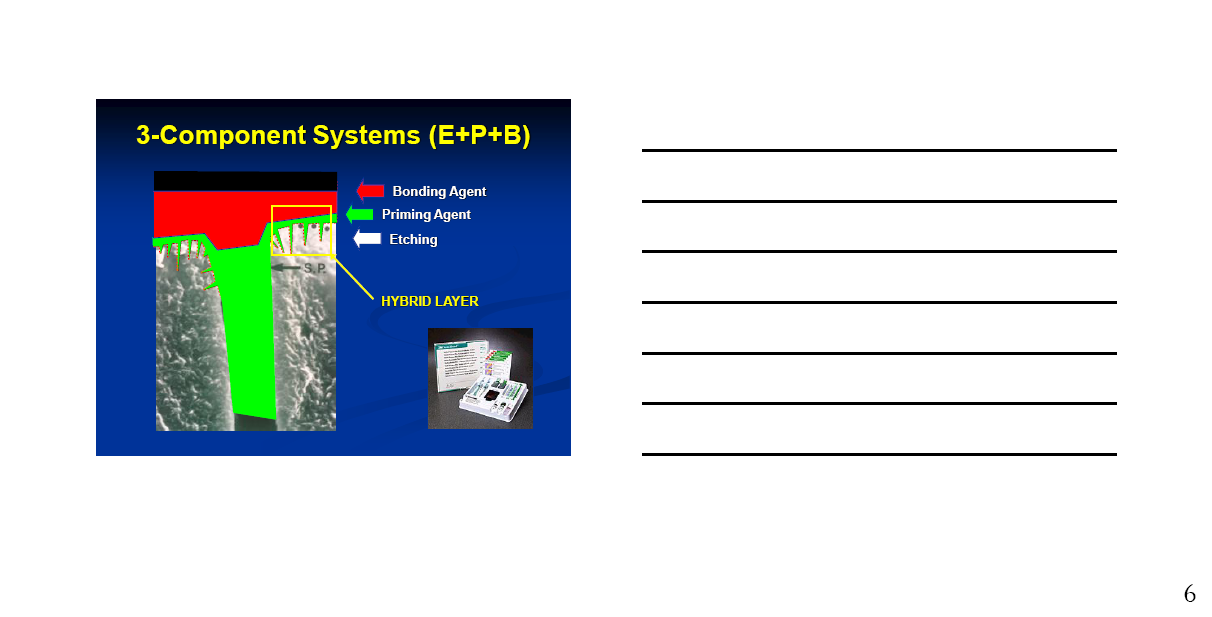 3-Component Systems (E+P+B)
Bonding Agent
Priming Agent
Etching
S.P.
HYBRID LAYER
6